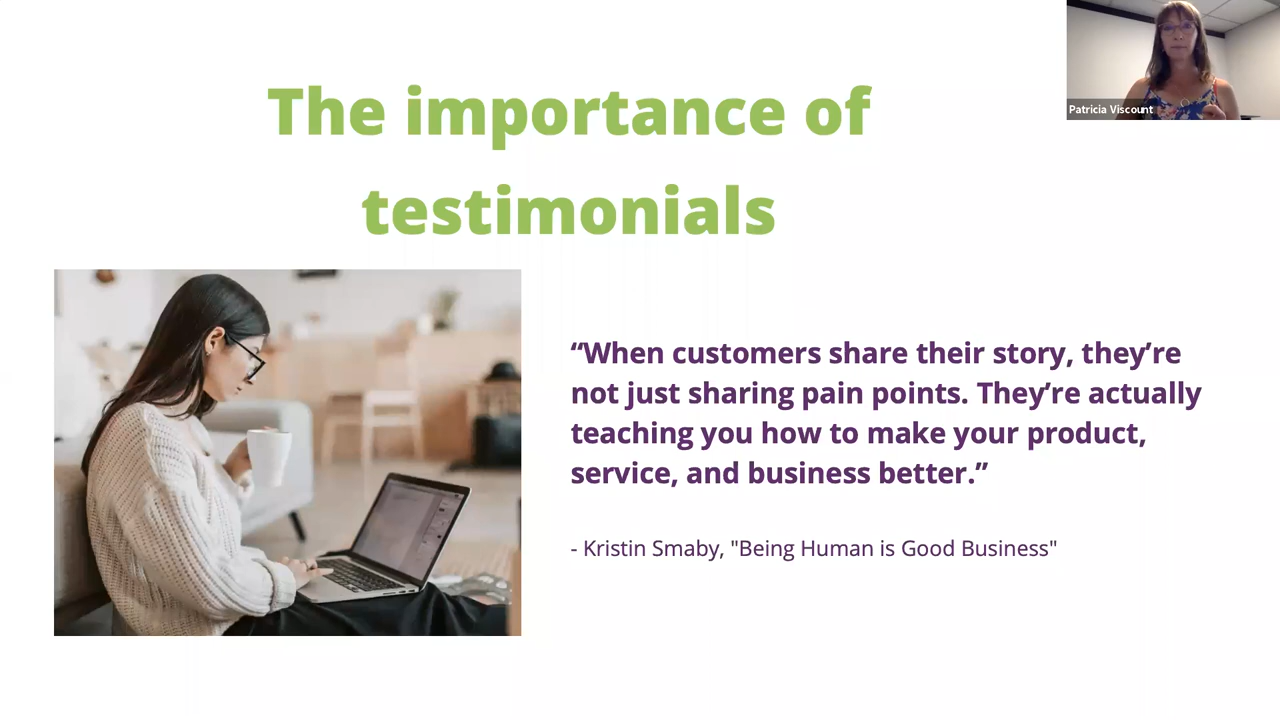 The importance of
testimonials
Patricia Viscount
“When customers share their story, they’re
not just sharing pain points. They’re actually
teaching you how to make your product,
service, and business better.”
- Kristin Smaby, "Being Human is Good Business"